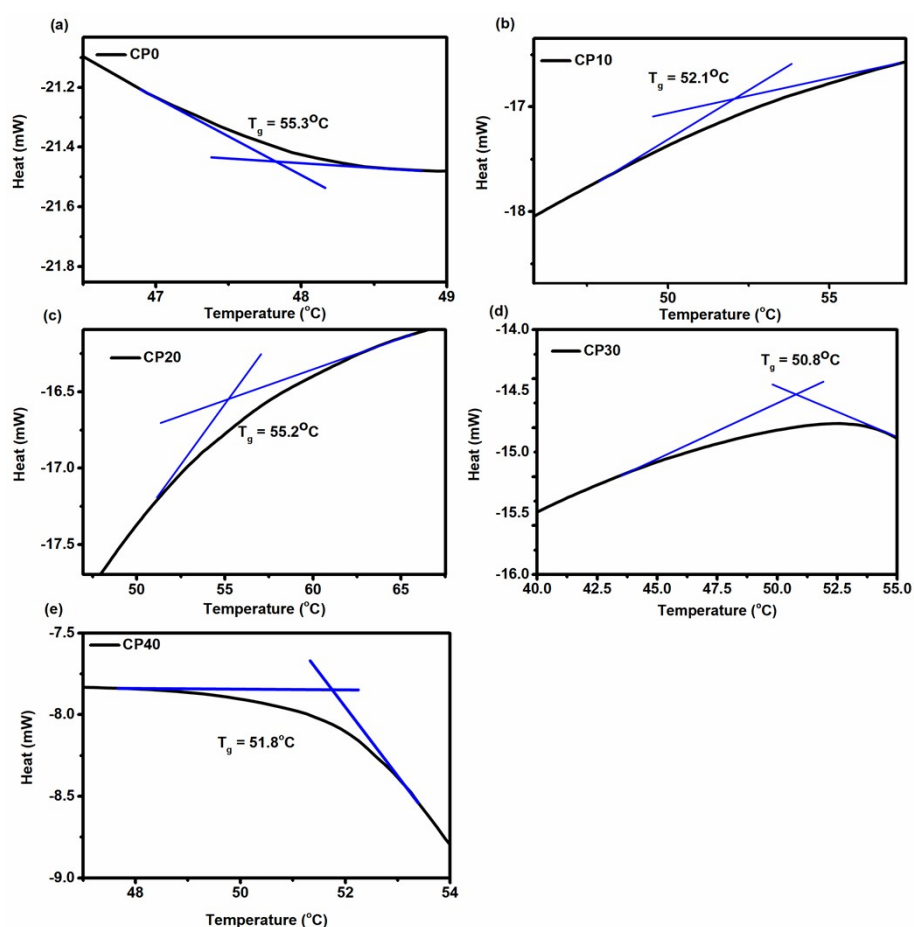 (a)
CP0
-21.2
-21.4
-21.6
-21.8
Heat (mW)
Tg = 55.3°C
47 48 49
Temperature (°C)
(b)
CP10
-17
-18
Heat (mW)
Tg = 52.1°C
50 55
Temperature (°C)
(c)
CP20
-16.5
-17.0
-17.5
Heat (mW)
Tg = 55.2°C
50 55 60 65
Temperature (°C)
(d)
CP30
-14.0
-14.5
-15.0
-15.5
-16.0
Heat (mW)
Tg = 50.8°C
40.0 42.5 45.0 47.5 50.0 52.5 55.0
Temperature (°C)
(e)
CP40
-7.5
-8.0
-8.5
-9.0
Heat (mW)
Tg = 51.8°C
48 50 52 54
Temperature (°C)